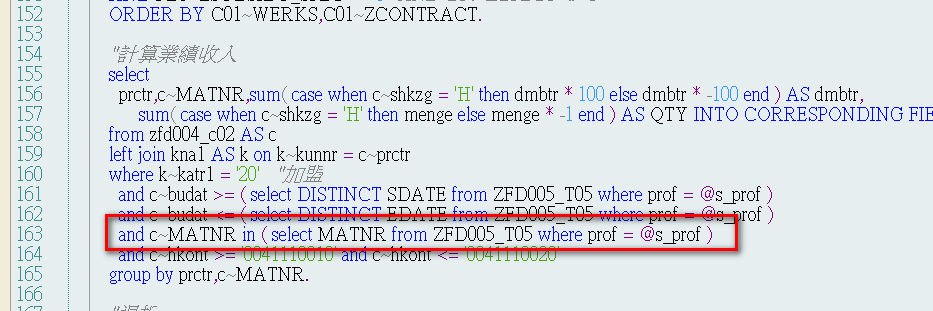 152 ORDER BY C01~WERKS,C01~ZCONTRACT.
153
154 "計算業績收入
155 select
156 prctr,c~MATNR,sum( case when c~shkzg = 'H' then dmbtr * 100 else dmbtr * -100 end ) AS dmbtr,
157 sum( case when c~shkzg = 'H' then menge else menge * -1 end ) AS QTY INTO CORRESPONDING FIE
158 from zfd004_c02 AS c
159 left join kna1 AS k on k~kunnr = c~prctr
160 where k~katr1 = '20' "加盟
161 and c~budat >= ( select DISTINCT SDATE from ZFD005_T05 where prof = @s_prof )
162 and c~budat <= ( select DISTINCT EDATE from ZFD005_T05 where prof = @s_prof )
163 and c~MATNR in ( select MATNR from ZFD005_T05 where prof = @s_prof )
164 and c~hkont >= '0041110010' and c~hkont <= '0041110020'
165 group by prctr,c~MATNR.
166